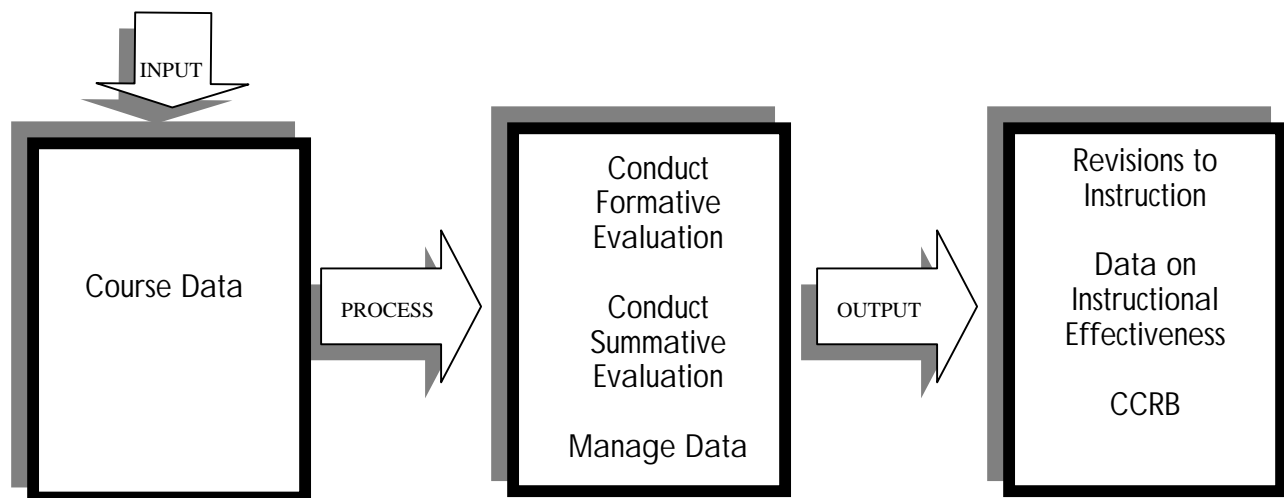 INPUT
Course Data
PROCESS
Conduct
Formative
Evaluation
Conduct
Summative
Evaluation
Manage Data
OUTPUT
Revisions to
Instruction
Data on
Instructional
Effectiveness
CCRB